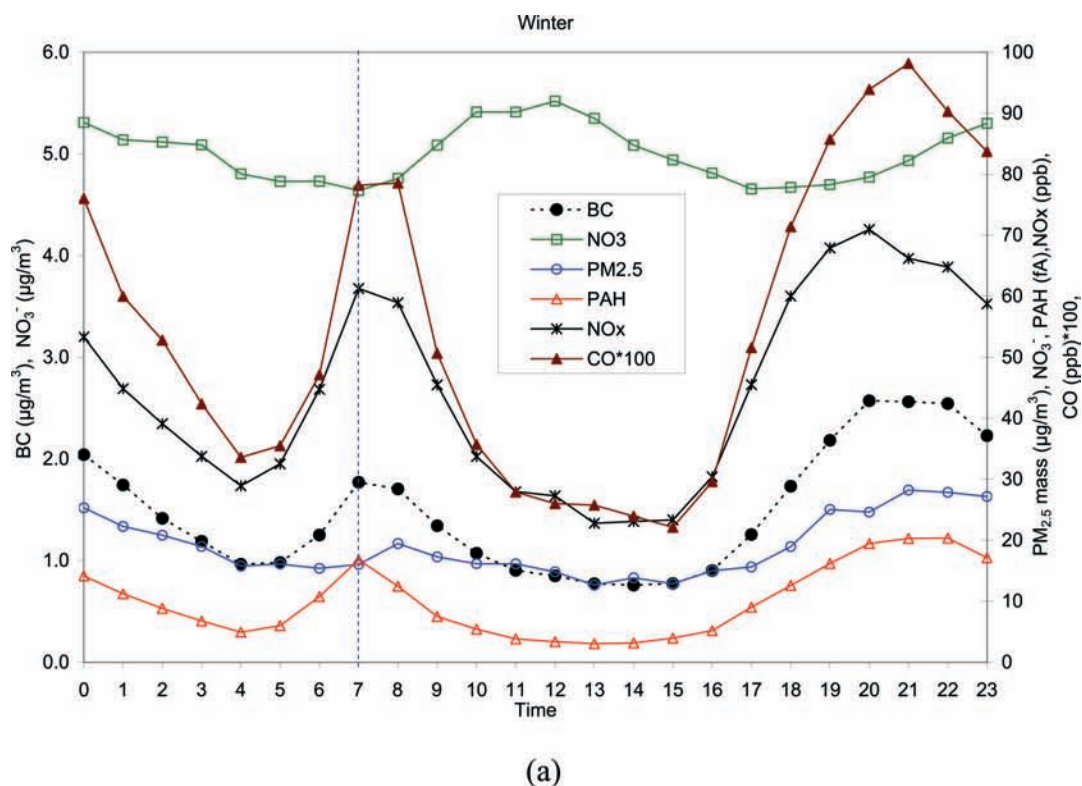 Winter
6.0
5.0
4.0
3.0
2.0
1.0
0.0
BC (µg/m³), NO₃⁻ (µg/m³)
100
90
80
70
60
50
40
30
20
10
0
PM₂.₅ mass (µg/m³), NO₃⁻, PAH (fA),NOx (ppb),
CO (ppb)*100,
BC
NO3
PM2.5
PAH
NOx
CO*100
0 1 2 3 4 5 6 7 8 9 10 11 12 13 14 15 16 17 18 19 20 21 22 23
Time
(a)